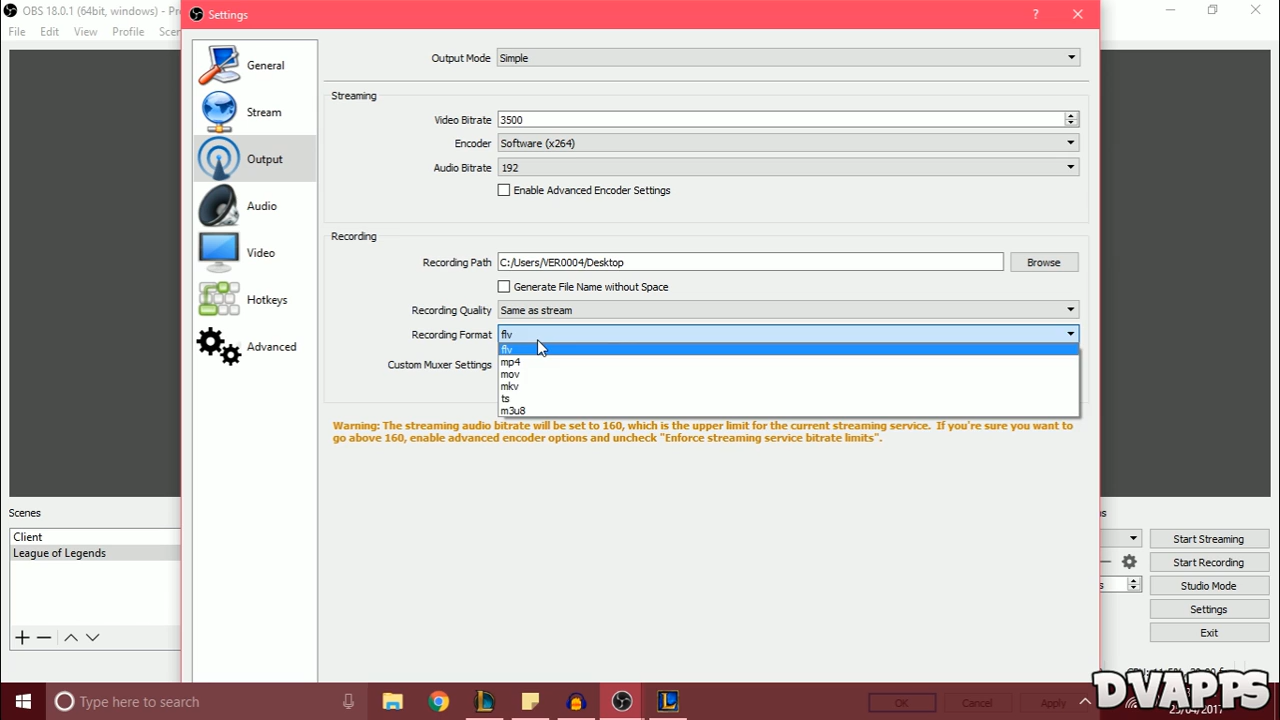 OBS 18.0.1 (64bit, windows) - Pr
Settings
?
File Edit View Profile Scen
General
Stream
Output
Audio
Video
Hotkeys
Advanced
Output Mode Simple
Streaming
Video Bitrate 3500
Encoder Software (x264)
Audio Bitrate 192
Enable Advanced Encoder Settings
Recording
Recording Path C:/Users/VER0004/Desktop Browse
Generate File Name without Space
Recording Quality Same as stream
Recording Format flv
flv
mp4
mov
mkv
ts
m3u8
Custom Muxer Settings
Warning: The streaming audio bitrate will be set to 160, which is the upper limit for the current streaming service. If you're sure you want to
go above 160, enable advanced encoder options and uncheck "Enforce streaming service bitrate limits".
Scenes
Client
League of Legends
Start Streaming
Start Recording
Studio Mode
Settings
Exit
OK Cancel Apply
Type here to search
DVAPPS